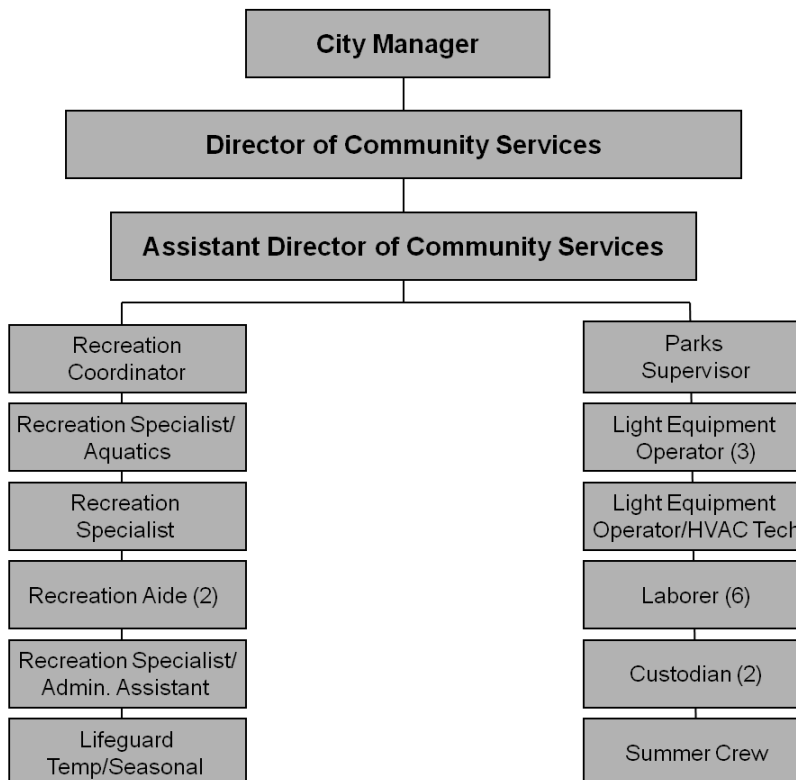 City Manager
Director of Community Services
Assistant Director of Community Services
Recreation
Coordinator
Recreation Specialist/
Aquatics
Recreation
Specialist
Recreation Aide (2)
Recreation Specialist/
Admin. Assistant
Lifeguard
Temp/Seasonal
Parks
Supervisor
Light Equipment
Operator (3)
Light Equipment
Operator/HVAC Tech
Laborer (6)
Custodian (2)
Summer Crew